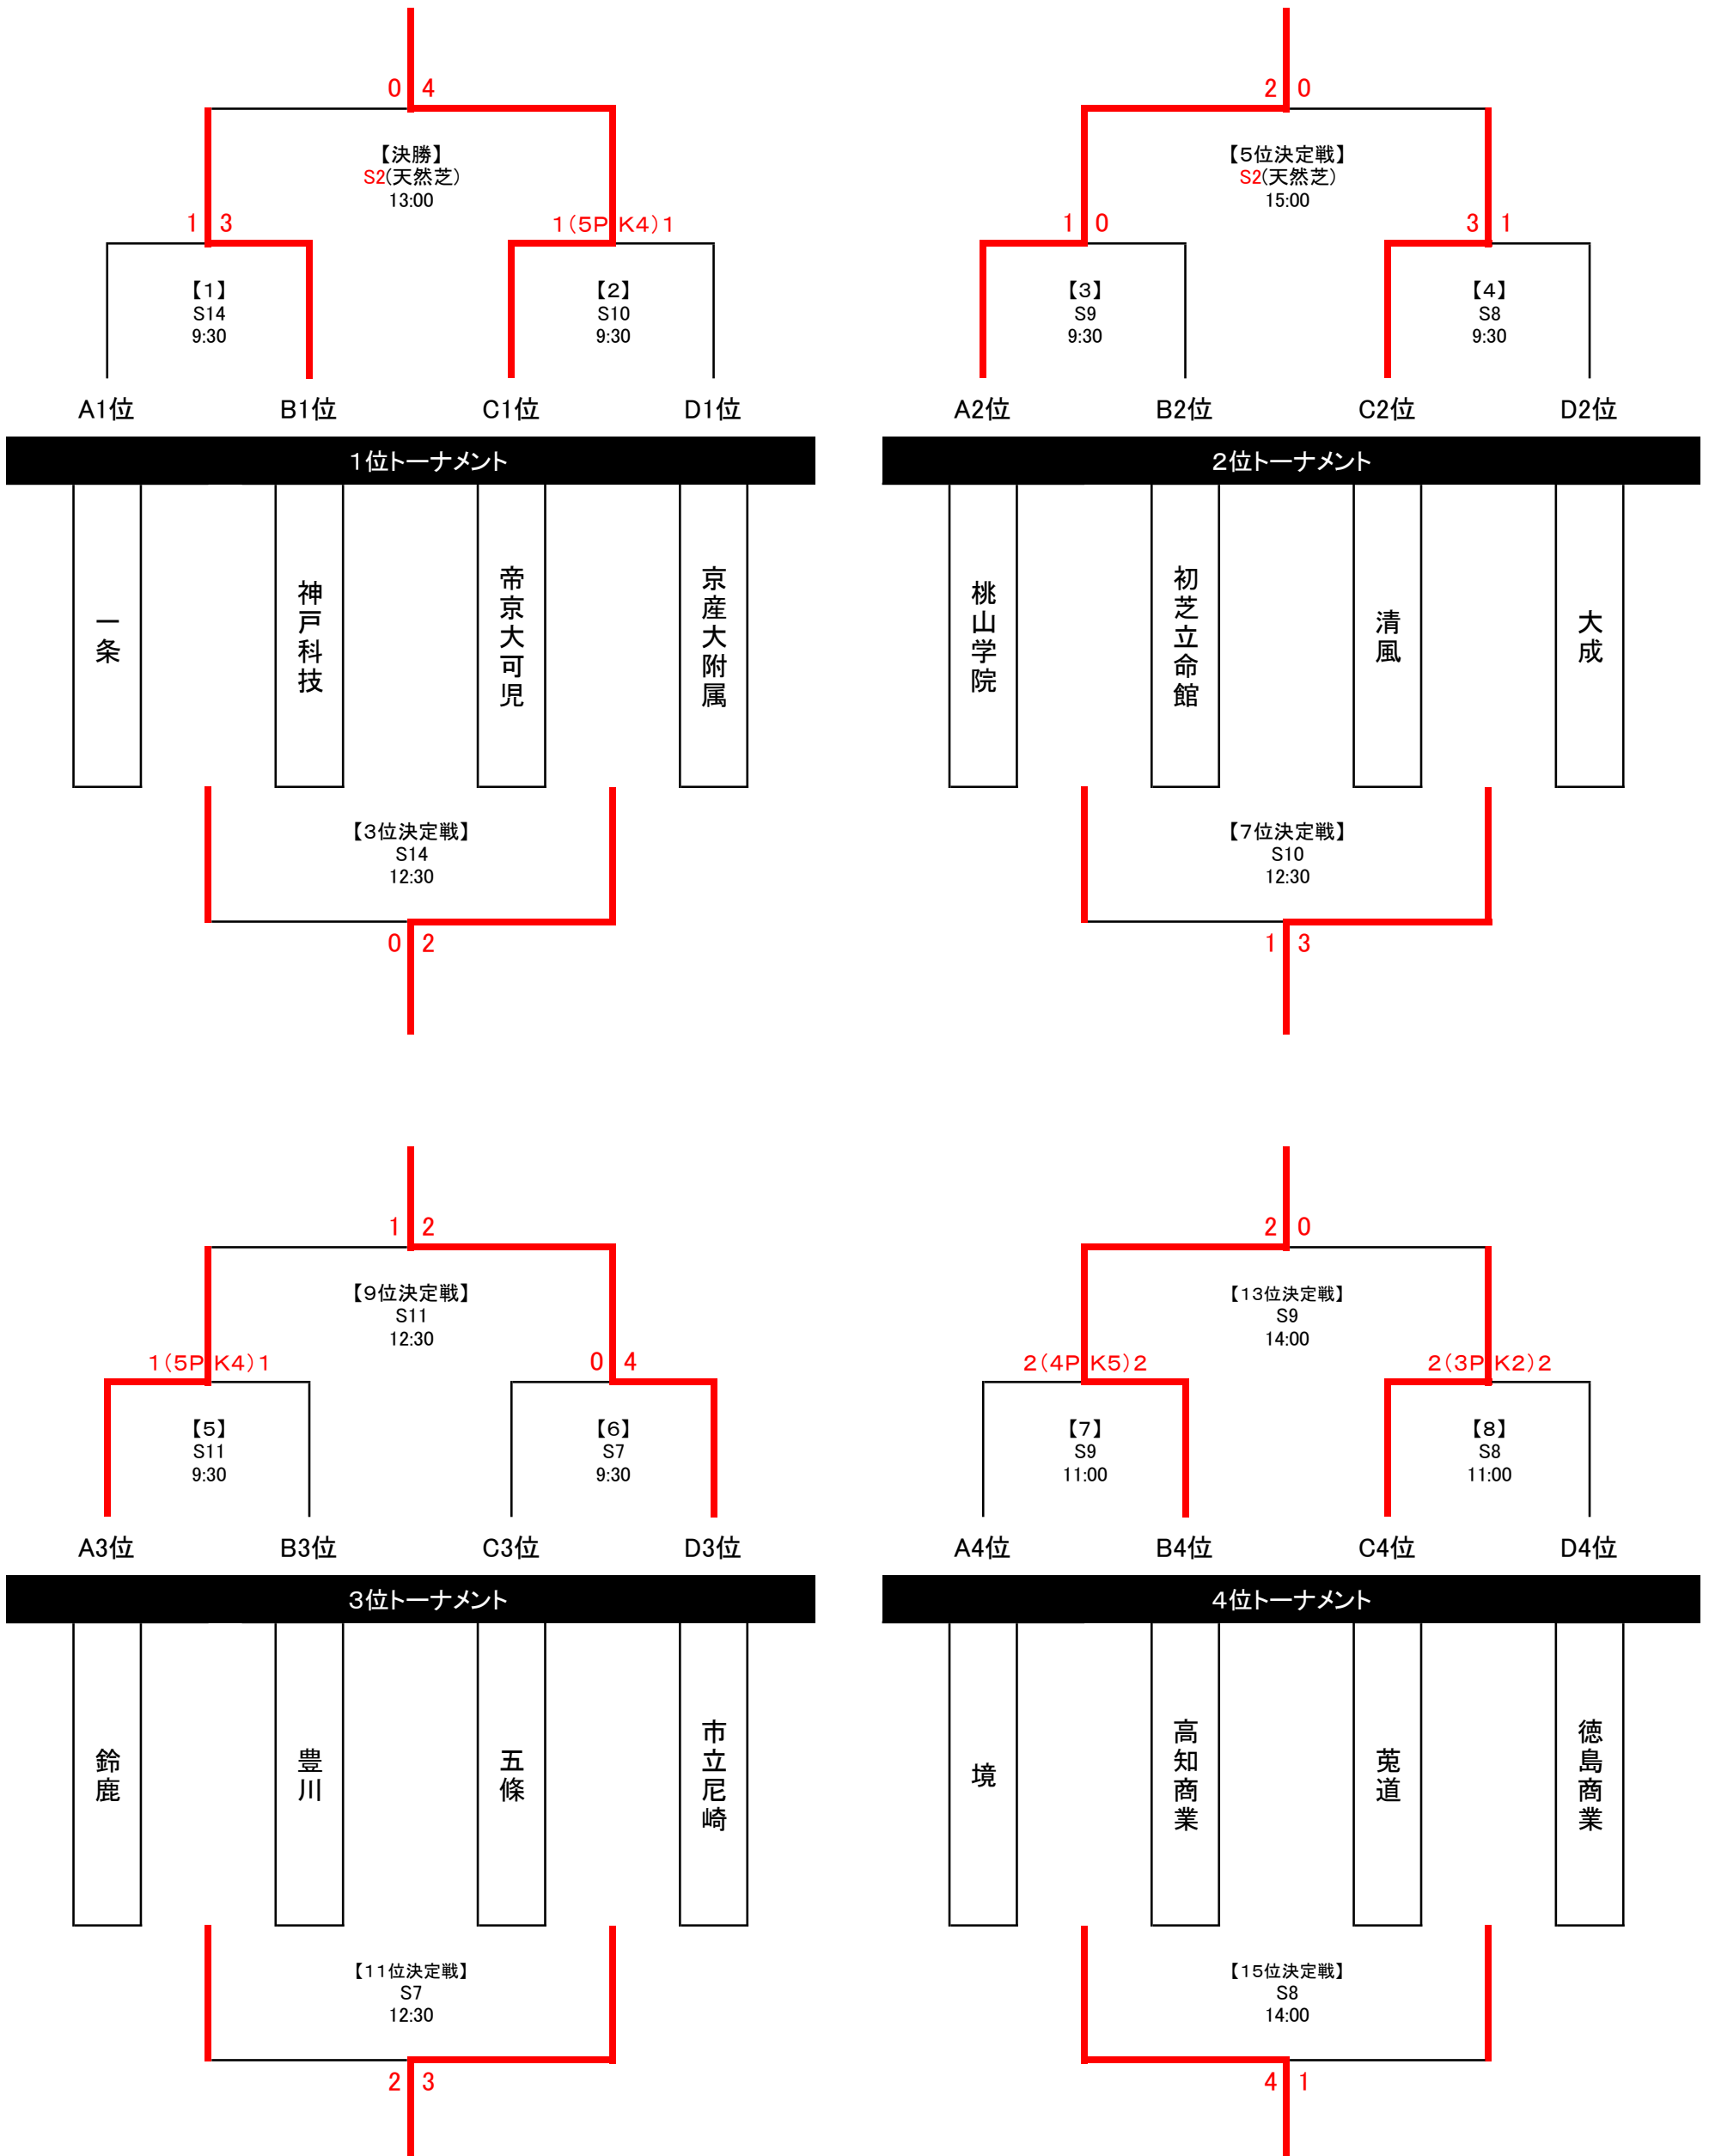 0 4
【決勝】
S2(天然芝)
13:00
1 3
1(5PK4)1
【1】
S14
9:30
【2】
S10
9:30
A1位 B1位 C1位 D1位
1位トーナメント
一条
神戸科技
帝京大可児
京産大附属
【3位決定戦】
S14
12:30
0 2
2 0
【5位決定戦】
S2(天然芝)
15:00
1 0
3 1
【3】
S9
9:30
【4】
S8
9:30
A2位 B2位 C2位 D2位
2位トーナメント
桃山学院
初芝立命館
清風
大成
【7位決定戦】
S10
12:30
1 3
1 2
【9位決定戦】
S11
12:30
1(5PK4)1
0 4
【5】
S11
9:30
【6】
S7
9:30
A3位 B3位 C3位 D3位
3位トーナメント
鈴鹿
豊川
五條
市立尼崎
【11位決定戦】
S7
12:30
2 3
2 0
【13位決定戦】
S9
14:00
2(4PK5)2
2(3PK2)2
【7】
S9
11:00
【8】
S8
11:00
A4位 B4位 C4位 D4位
4位トーナメント
境
高知商業
莵道
徳島商業
【15位決定戦】
S8
14:00
4 1